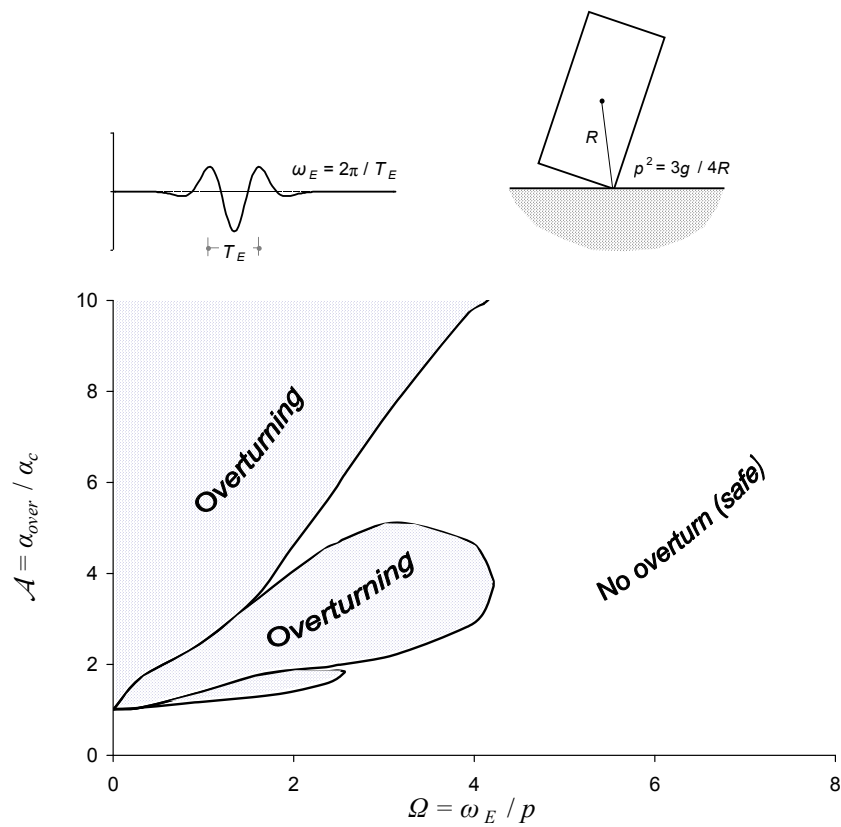 ω_E = 2π / T_E
T_E
R
p² = 3g / 4R
10
8
6
4
2
0
𝒜 = α_over / α_c
Overturning
Overturning
No overturn (safe)
0 2 4 6 8
Ω = ω_E / p